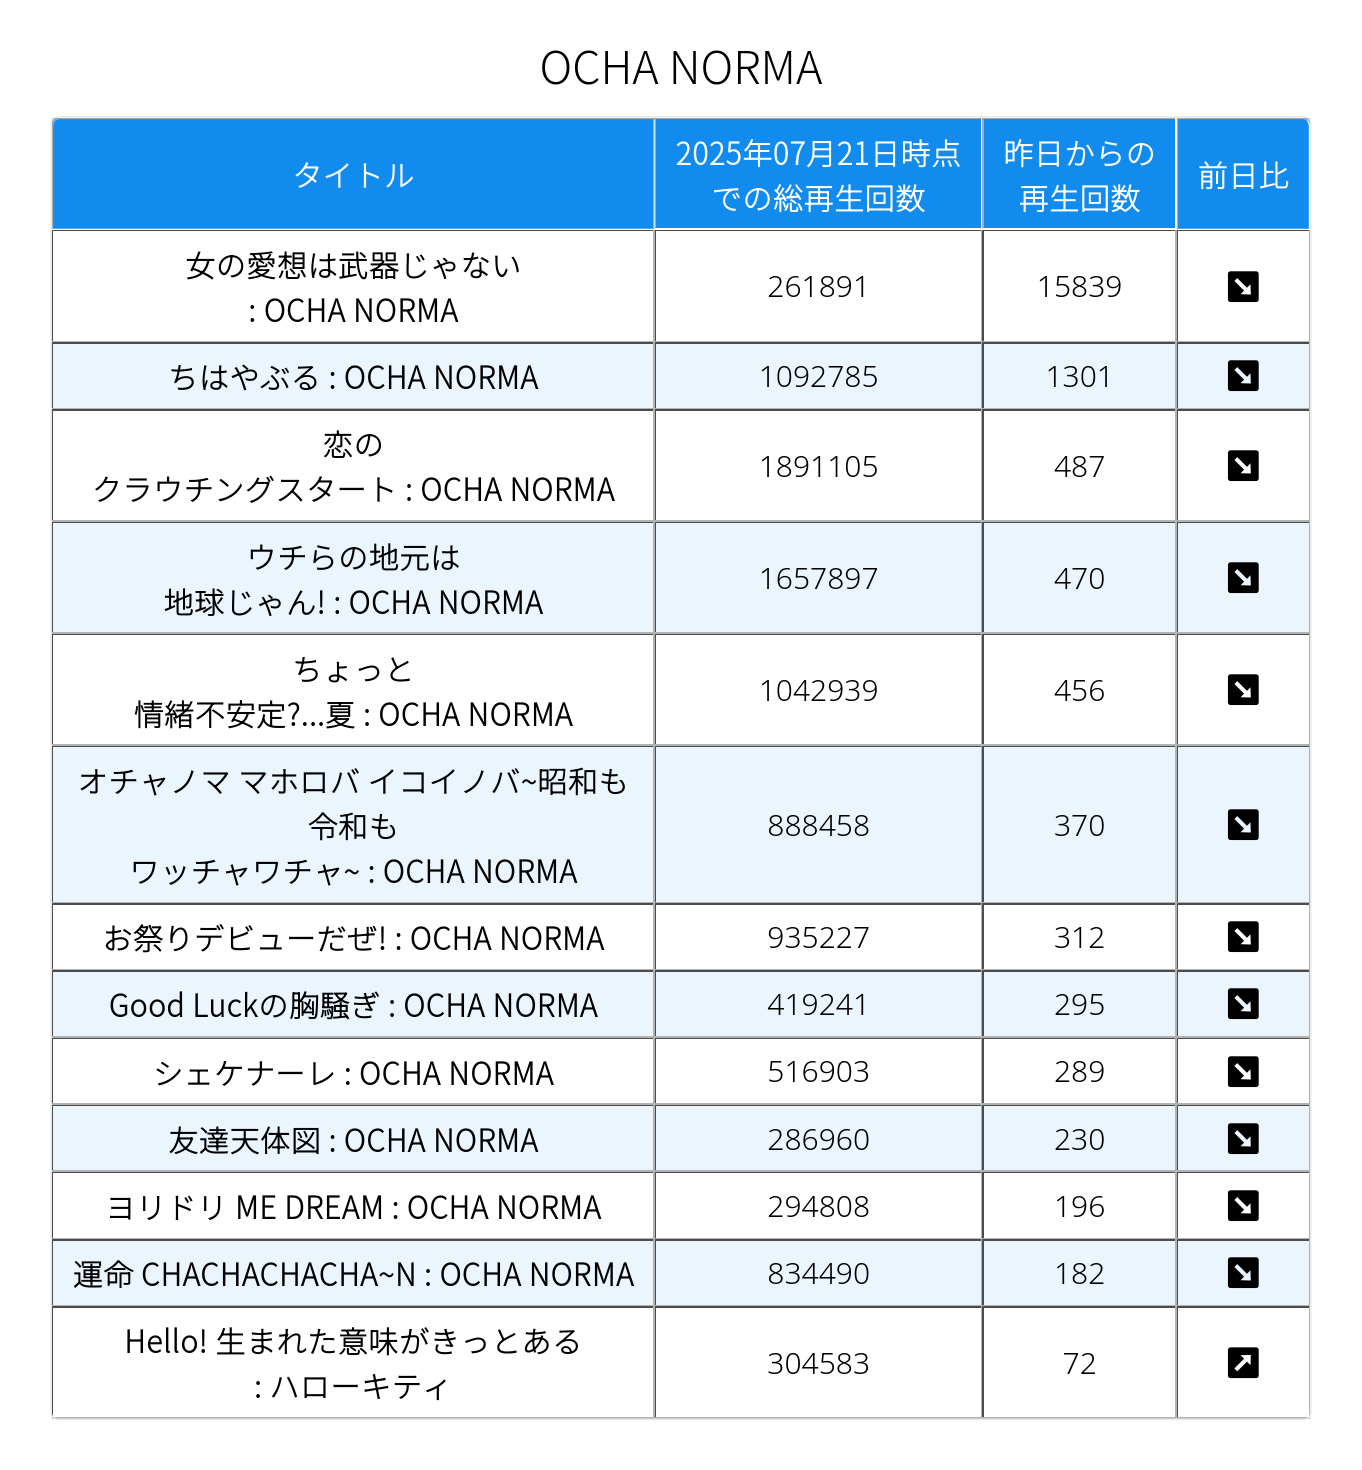 OCHA NORMA
タイトル
2025年07月21日時点
での総再生回数
昨日からの
再生回数
前日比
女の愛想は武器じゃない
: OCHA NORMA
261891
15839
ちはやぶる : OCHA NORMA
1092785
1301
恋の
クラウチングスタート : OCHA NORMA
1891105
487
ウチらの地元は
地球じゃん! : OCHA NORMA
1657897
470
ちょっと
情緒不安定?...夏 : OCHA NORMA
1042939
456
オチャノマ マホロバ イコイノバ~昭和も
令和も
ワッチャワチャ~ : OCHA NORMA
888458
370
お祭りデビューだぜ! : OCHA NORMA
935227
312
Good Luckの胸騒ぎ : OCHA NORMA
419241
295
シェケナーレ : OCHA NORMA
516903
289
友達天体図 : OCHA NORMA
286960
230
ヨリドリ ME DREAM : OCHA NORMA
294808
196
運命 CHACHACHACHA~N : OCHA NORMA
834490
182
Hello! 生まれた意味がきっとある
: ハローキティ
304583
72